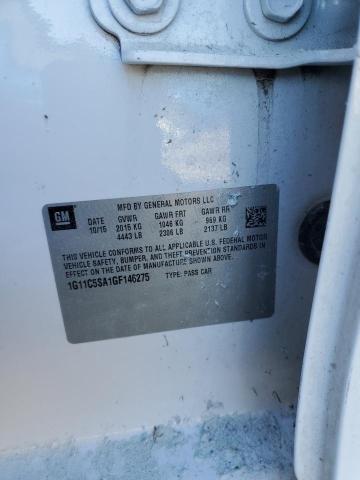 GM
MFD BY GENERAL MOTORS LLC
DATE GVWR GAWR FRT GAWR RR
10/15 2015 KG 1046 KG 969 KG
4443 LB 2306 LB 2137 LB
THIS VEHICLE CONFORMS TO ALL APPLICABLE U.S. FEDERAL MOTOR
VEHICLE SAFETY, BUMPER, AND THEFT PREVENTION STANDARDS IN
EFFECT ON THE DATE OF MANUFACTURE SHOWN ABOVE.
1G11C5SA1GF146275 TYPE: PASS CAR